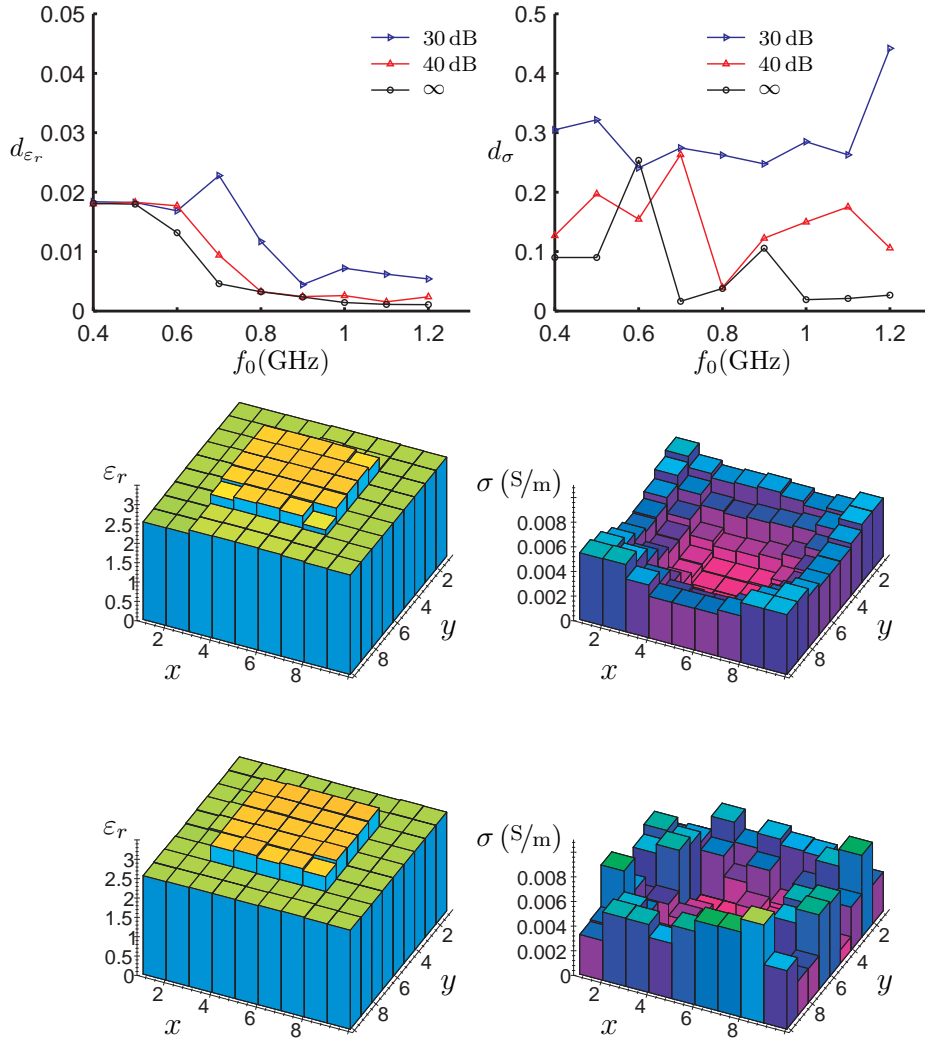 0.05
0.04
0.03
0.02
0.01
0
d_{ε_r}
30 dB
40 dB
∞
0.4 0.6 0.8 1 1.2
f_0(GHz)
0.5
0.4
0.3
0.2
0.1
0
d_σ
30 dB
40 dB
∞
0.4 0.6 0.8 1 1.2
f_0(GHz)
ε_r
3
2.5
2
1.5
1
0.5
0
2 4 6 8
x
2
4
6
8
y
σ (S/m)
0.008
0.006
0.004
0.002
0
2 4 6 8
x
2
4
6
8
y
ε_r
3
2.5
2
1.5
1
0.5
0
2 4 6 8
x
2
4
6
8
y
σ (S/m)
0.008
0.006
0.004
0.002
0
2 4 6 8
x
2
4
6
8
y